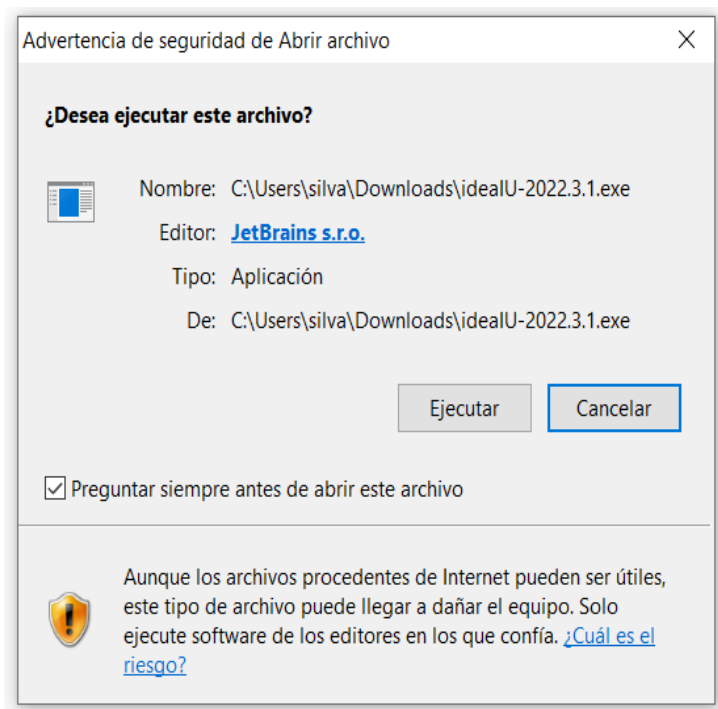 Advertencia de seguridad de Abrir archivo
¿Desea ejecutar este archivo?
Nombre: C:\Users\silva\Downloads\ideaIU-2022.3.1.exe
Editor: JetBrains s.r.o.
Tipo: Aplicación
De: C:\Users\silva\Downloads\ideaIU-2022.3.1.exe
Ejecutar Cancelar
Preguntar siempre antes de abrir este archivo
Aunque los archivos procedentes de Internet pueden ser útiles,
este tipo de archivo puede llegar a dañar el equipo. Solo
ejecute software de los editores en los que confía. ¿Cuál es el
riesgo?